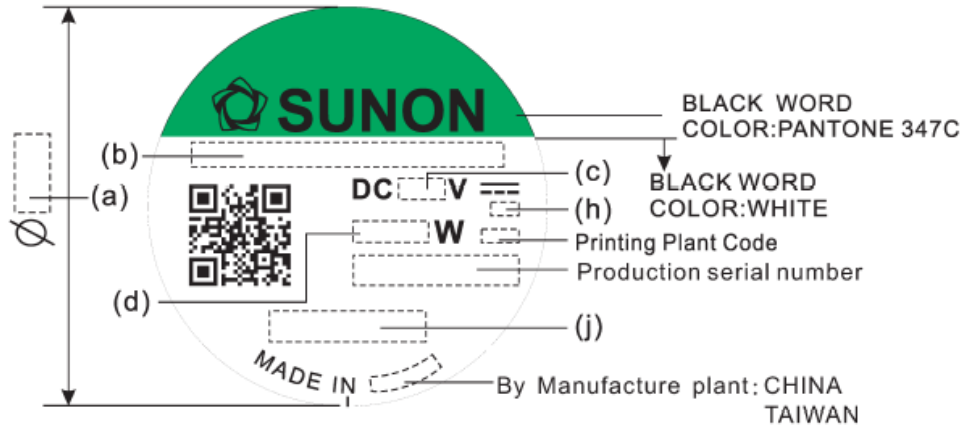 SUNON
BLACK WORD
COLOR:PANTONE 347C
(b)
(c)
DC V
BLACK WORD
COLOR:WHITE
(a)
(h)
Ø
W
Printing Plant Code
Production serial number
(d)
(j)
MADE IN
By Manufacture plant: CHINA
TAIWAN